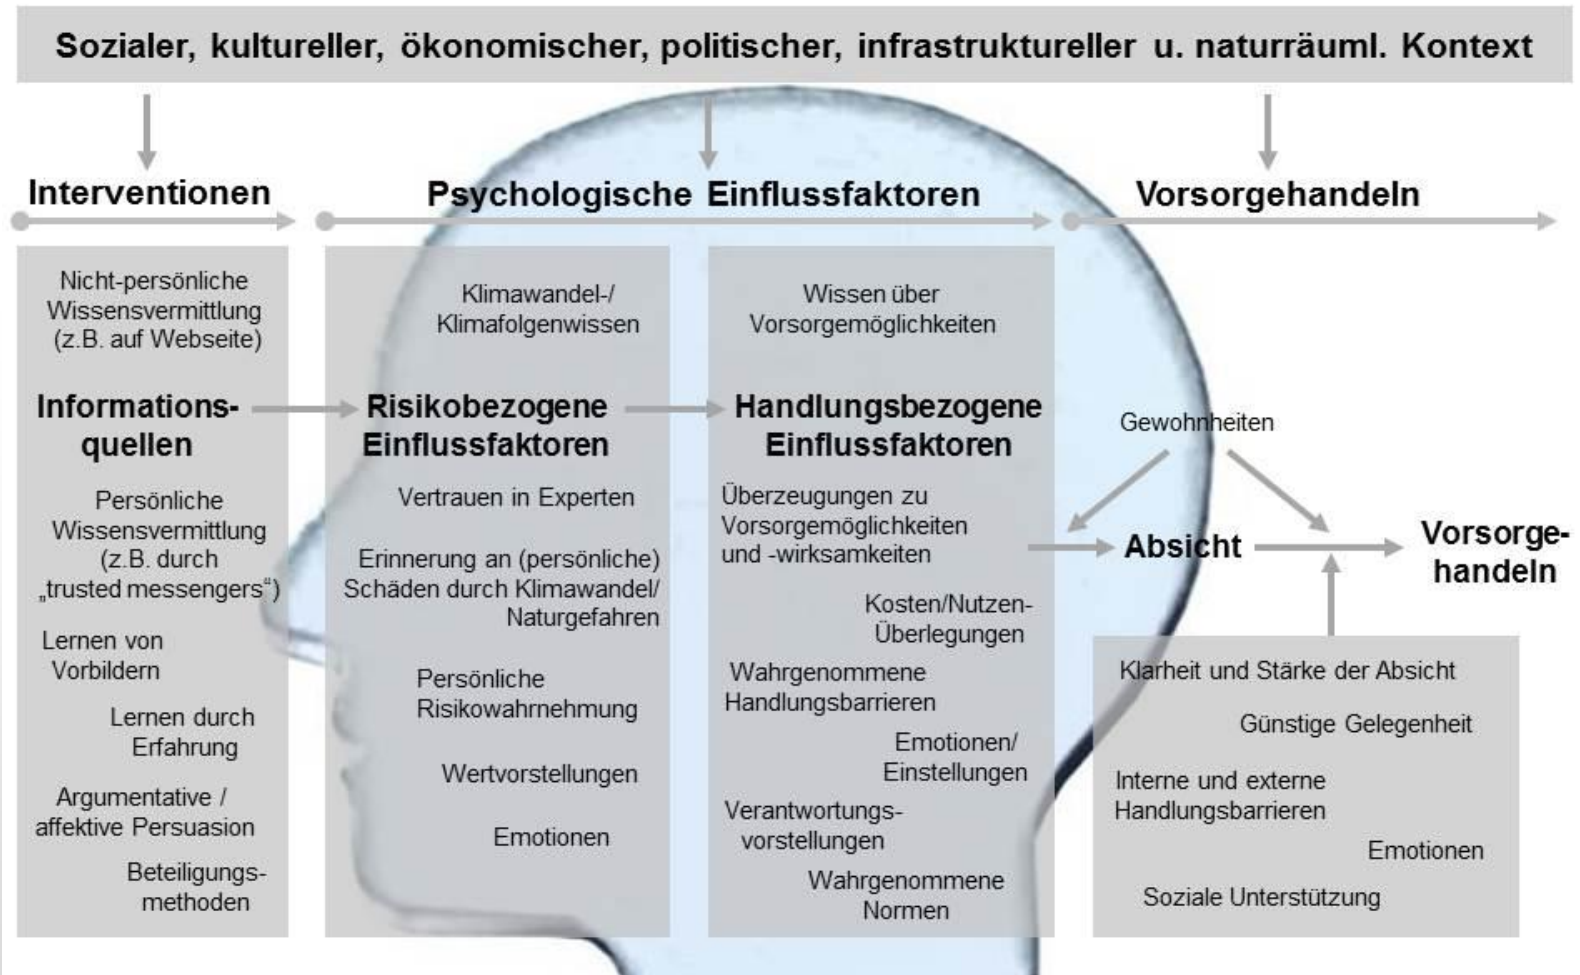 Sozialer, kultureller, ökonomischer, politischer, infrastruktureller u. naturräuml. Kontext
Interventionen
Psychologische Einflussfaktoren
Vorsorgehandeln
Nicht-persönliche
Wissensvermittlung
(z.B. auf Webseite)
Informations-
quellen
Persönliche
Wissensvermittlung
(z.B. durch
„trusted messengers“)
Lernen von
Vorbildern
Lernen durch
Erfahrung
Argumentative /
affektive Persuasion
Beteiligungs-
methoden
Klimawandel-/
Klimafolgenwissen
Risikobezogene
Einflussfaktoren
Vertrauen in Experten
Erinnerung an (persönliche)
Schäden durch Klimawandel/
Naturgefahren
Persönliche
Risikowahrnehmung
Wertvorstellungen
Emotionen
Wissen über
Vorsorgemöglichkeiten
Handlungsbezogene
Einflussfaktoren
Überzeugungen zu
Vorsorgemöglichkeiten
und -wirksamkeiten
Kosten/Nutzen-
Überlegungen
Wahrgenommene
Handlungsbarrieren
Emotionen/
Einstellungen
Verantwortungs-
vorstellungen
Wahrgenommene
Normen
Gewohnheiten
Absicht
Vorsorge-
handeln
Klarheit und Stärke der Absicht
Günstige Gelegenheit
Interne und externe
Handlungsbarrieren
Emotionen
Soziale Unterstützung